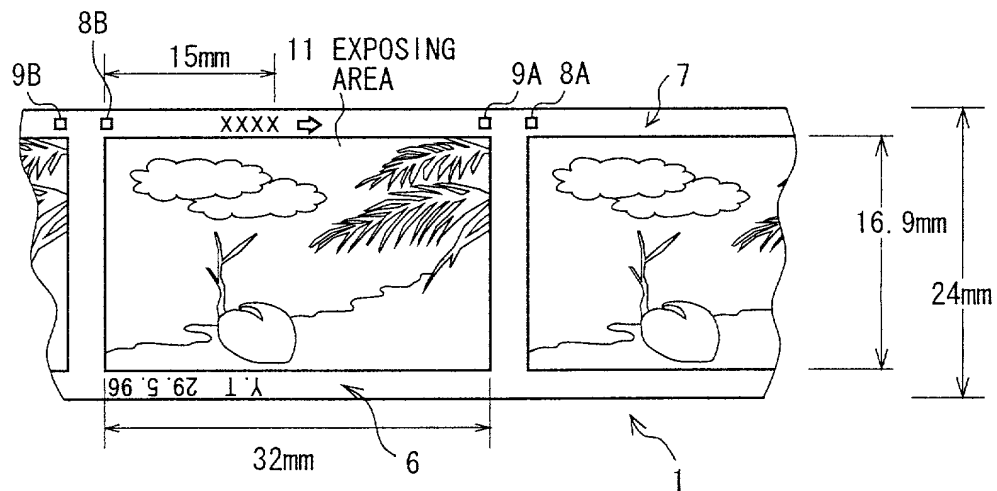 8B
15mm
11 EXPOSING
AREA
9B
9A
8A
7
XXXX
16.9mm
24mm
Y.T 29.5.96
32mm
6
1